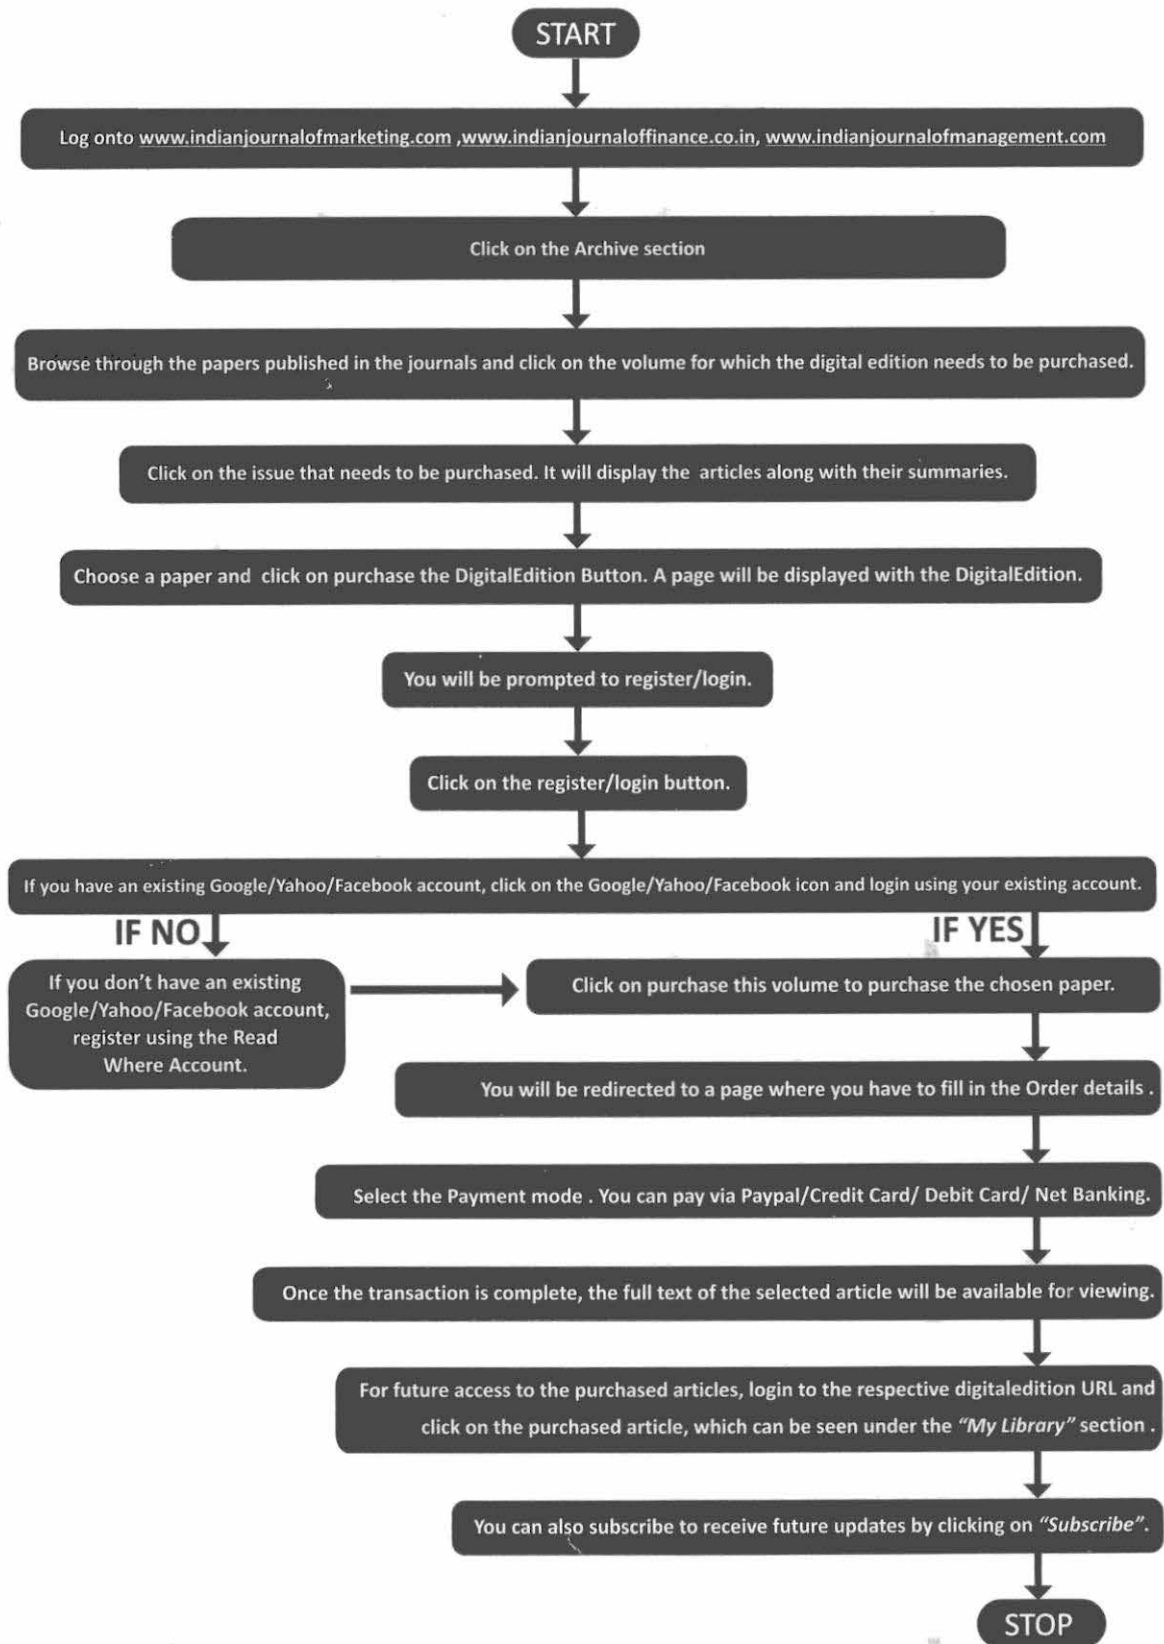 START
Log onto www.indianjournalofmarketing.com ,www.indianjournaloffinance.co.in, www.indianjournalofmanagement.com
Click on the Archive section
Browse through the papers published in the journals and click on the volume for which the digital edition needs to be purchased.
Click on the issue that needs to be purchased. It will display the articles along with their summaries.
Choose a paper and click on purchase the DigitalEdition Button. A page will be displayed with the DigitalEdition.
You will be prompted to register/login.
Click on the register/login button.
If you have an existing Google/Yahoo/Facebook account, click on the Google/Yahoo/Facebook icon and login using your existing account.
IF NO
IF YES
If you don't have an existing
Google/Yahoo/Facebook account,
register using the Read
Where Account.
Click on purchase this volume to purchase the chosen paper.
You will be redirected to a page where you have to fill in the Order details .
Select the Payment mode . You can pay via Paypal/Credit Card/ Debit Card/ Net Banking.
Once the transaction is complete, the full text of the selected article will be available for viewing.
For future access to the purchased articles, login to the respective digitaledition URL and
click on the purchased article, which can be seen under the "My Library" section .
You can also subscribe to receive future updates by clicking on "Subscribe".
STOP